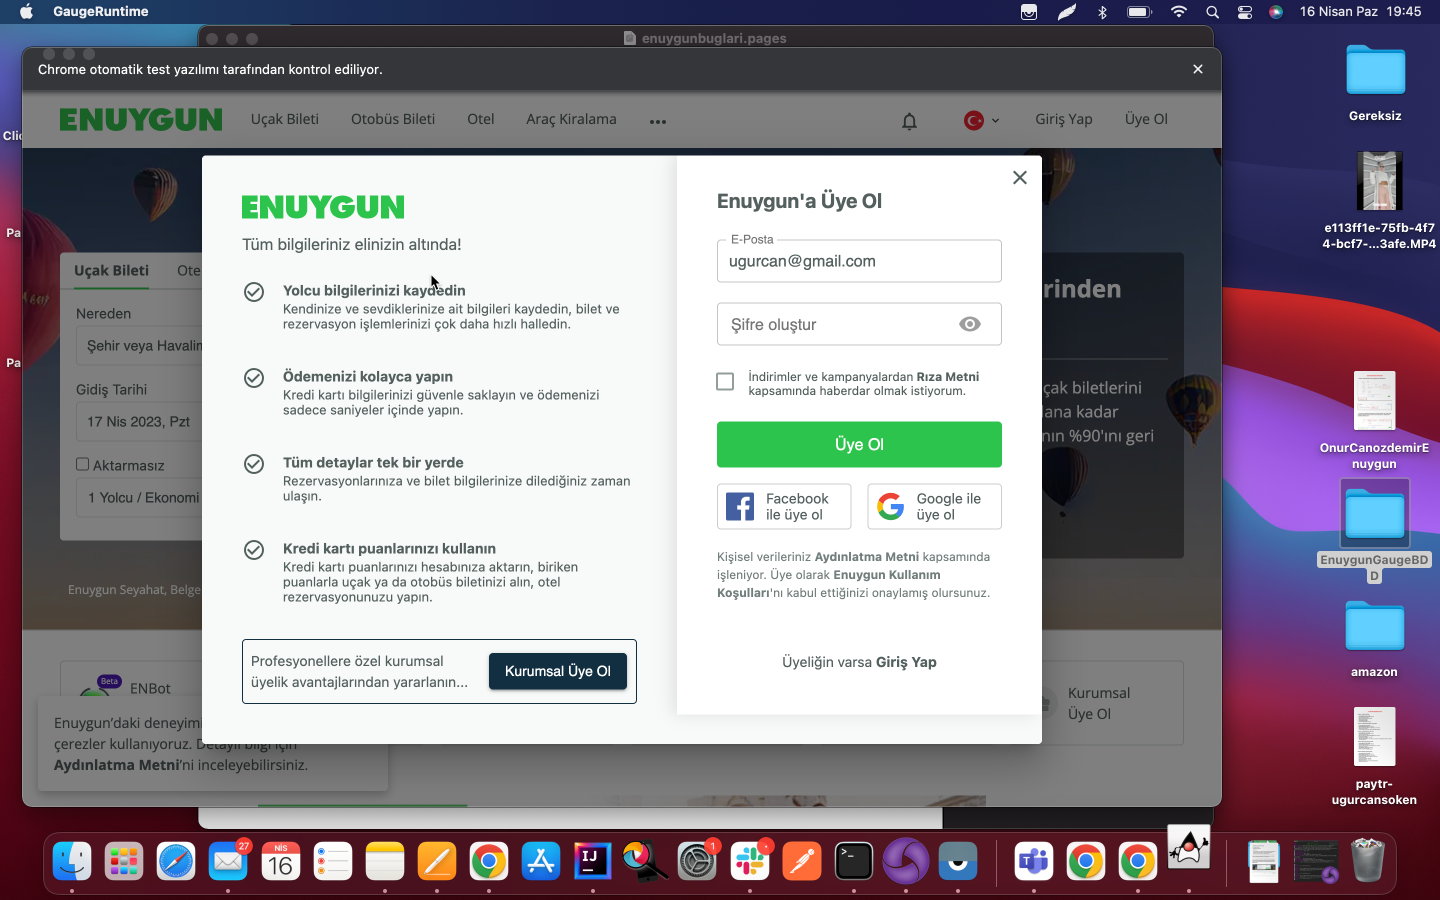 GaugeRuntime
16 Nisan Paz 19:45
enuygunbuglari.pages
Chrome otomatik test yazılımı tarafından kontrol ediliyor.
ENUYGUN
Uçak Bileti
Otobüs Bileti
Otel
Araç Kiralama
Giriş Yap
Üye Ol
Uçak Bileti
Ote
Nereden
Şehir veya Havalin
Gidiş Tarihi
17 Nis 2023, Pzt
Aktarmasız
1 Yolcu / Ekonomi
Enuygun Seyahat, Belge
ENUYGUN
Tüm bilgileriniz elinizin altında!
Yolcu bilgilerinizi kaydedin
Kendinize ve sevdiklerinize ait bilgileri kaydedin, bilet ve
rezervasyon işlemlerinizi çok daha hızlı halledin.
Ödemenizi kolayca yapın
Kredi kartı bilgilerinizi güvenle saklayın ve ödemenizi
sadece saniyeler içinde yapın.
Tüm detaylar tek bir yerde
Rezervasyonlarınıza ve bilet bilgilerinize dilediğiniz zaman
ulaşın.
Kredi kartı puanlarınızı kullanın
Kredi kartı puanlarınızı hesabınıza aktarın, biriken
puanlarla uçak ya da otobüs biletinizi alın, otel
rezervasyonunuzu yapın.
Profesyonellere özel kurumsal
üyelik avantajlarından yararlanın...
Kurumsal Üye Ol
Enuygun'a Üye Ol
E-Posta
ugurcan@gmail.com
Şifre oluştur
İndirimler ve kampanyalardan Rıza Metni
kapsamında haberdar olmak istiyorum.
Üye Ol
Facebook
ile üye ol
Google ile
üye ol
Kişisel verileriniz Aydınlatma Metni kapsamında
işleniyor. Üye olarak Enuygun Kullanım
Koşulları'nı kabul ettiğinizi onaylamış olursunuz.
Üyeliğin varsa Giriş Yap
rinden
çak biletlerini
lana kadar
nın %90'ını geri
Beta
ENBot
Kurumsal
Üye Ol
Enuygun'daki deneyimi
çerezler kullanıyoruz. Detaylı bilgi için
Aydınlatma Metni'ni inceleyebilirsiniz.
Clic
Pa
Pa
Gereksiz
e113ff1e-75fb-4f7
4-bcf7-...3afe.MP4
OnurCanozdemirE
nuygun
EnuygunGaugeBD
D
amazon
paytr-
ugurcansoken
27
NİS
16
IJ
1